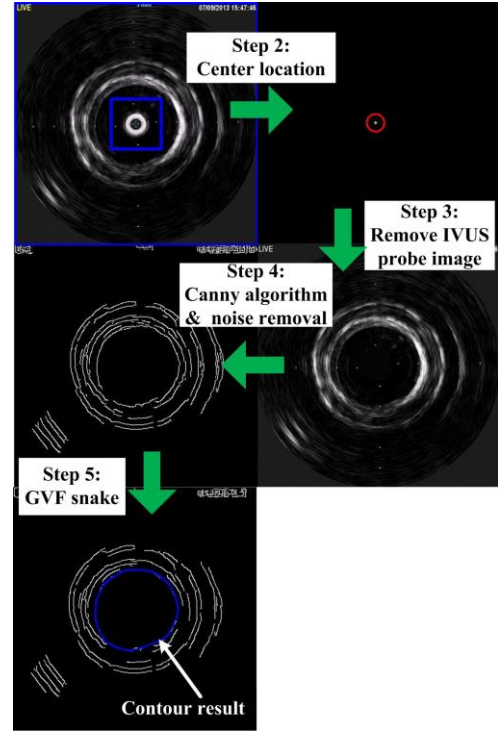 LIVE
07/09/2013 15:47:46
Step 2:
Center location
Step 3:
Remove IVUS
probe image
LIVE
Step 4:
Canny algorithm
& noise removal
Step 5:
GVF snake
Contour result